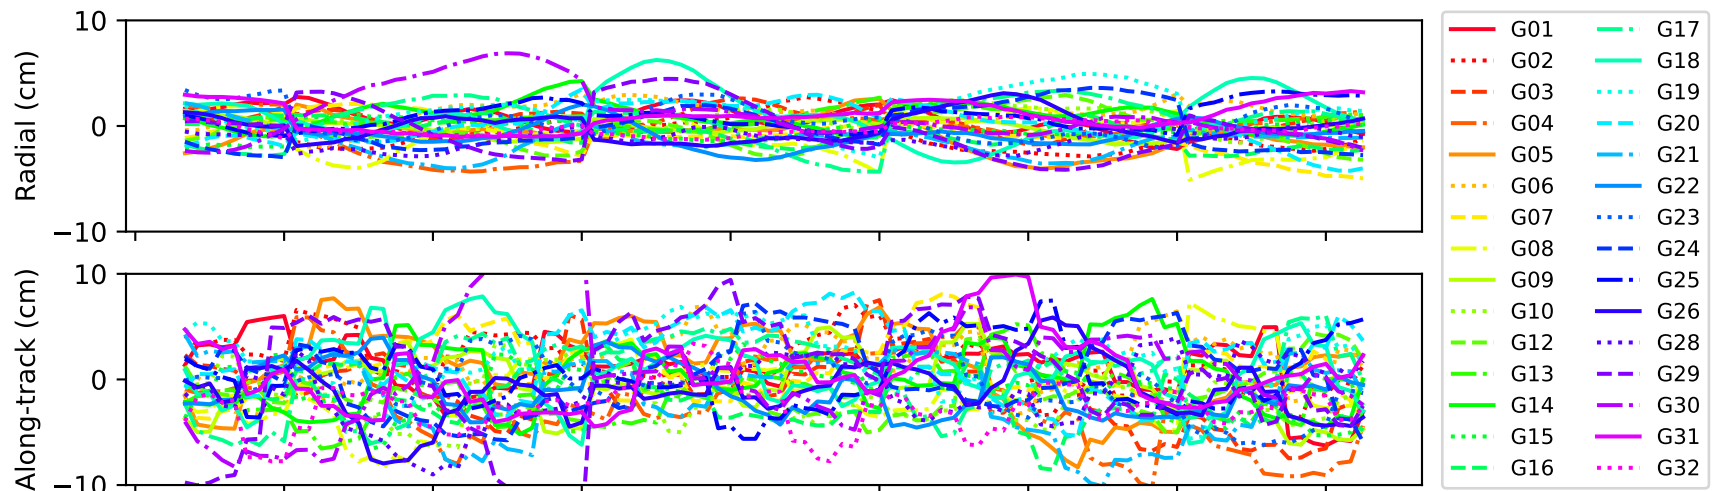 10
0
−10
Radial (cm)
10
0
−10
Along-track (cm)
G01
G02
G03
G04
G05
G06
G07
G08
G09
G10
G12
G13
G14
G15
G16
G17
G18
G19
G20
G21
G22
G23
G24
G25
G26
G28
G29
G30
G31
G32